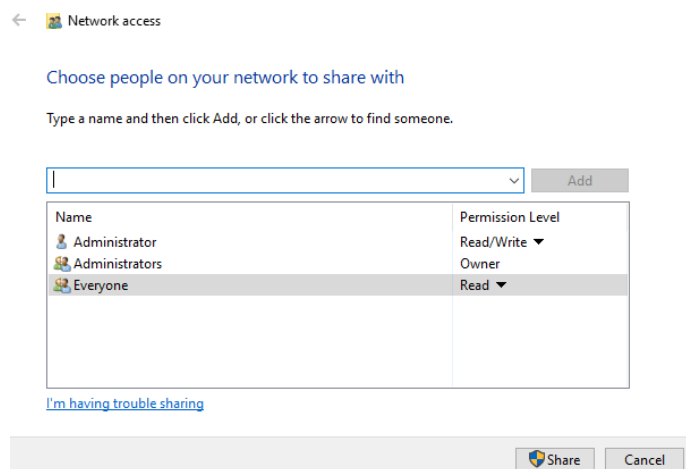 Network access
Choose people on your network to share with
Type a name and then click Add, or click the arrow to find someone.
Add
Name Permission Level
Administrator Read/Write
Administrators Owner
Everyone Read
I'm having trouble sharing
Share Cancel